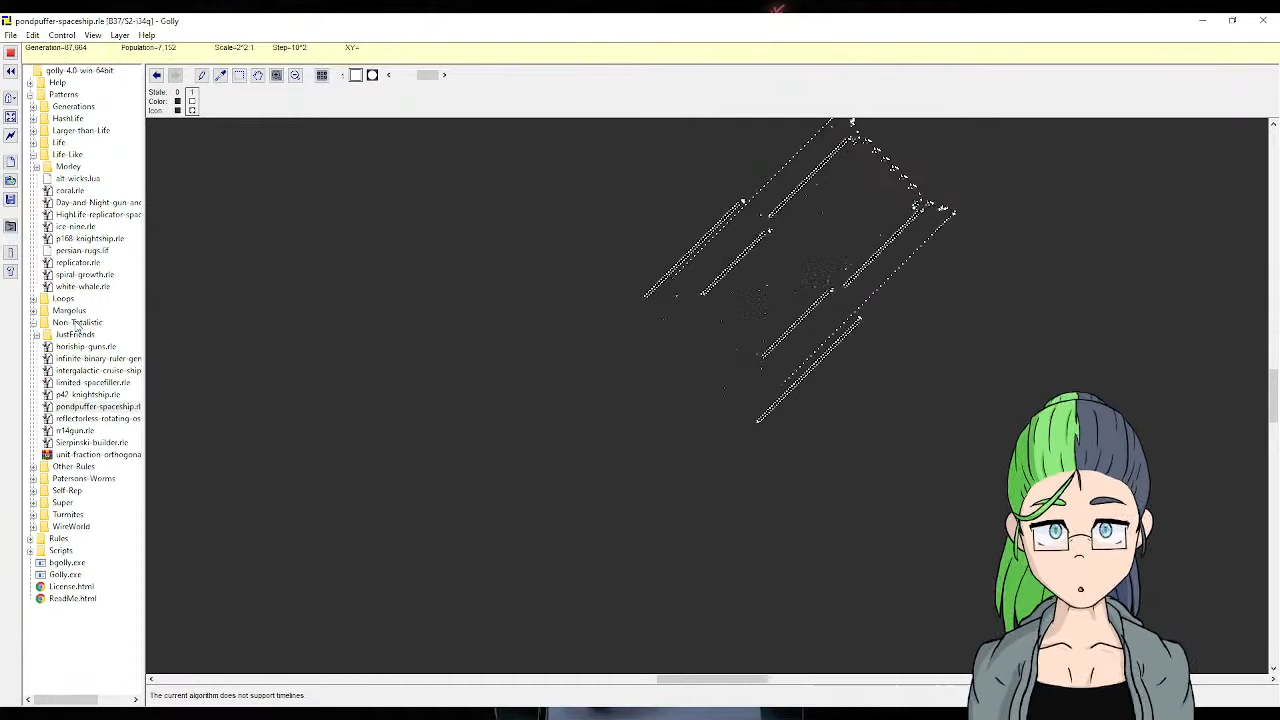 pondpuffer-spaceship.rle [B37/S2-i34q] - Golly
File Edit Control View Layer Help
Generation=87,664 Population=7,152 Scale=2^2:1 Step=10^2 XY=
golly-4.0-win-64bit
Help
Patterns
Generations
HashLife
Larger-than-Life
Life
Life-Like
Morley
alt-wicks.lua
coral.rle
Day-and-Night-gun-anc
HighLife-replicator-spac
ice-nine.rle
p168-knightship.rle
persian-rugs.lif
replicator.rle
spiral-growth.rle
white-whale.rle
Loops
Margolus
Non-Totalistic
JustFriends
horiship-guns.rle
infinite-binary-ruler-gen
intergalactic-cruise-ship
limited-spacefiller.rle
p42-knightship.rle
pondpuffer-spaceship.rl
reflectorless-rotating-os
rr14gun.rle
Sierpinski-builder.rle
unit-fraction-orthogona
Other-Rules
Patersons-Worms
Self-Rep
Super
Turmites
WireWorld
Rules
Scripts
bgolly.exe
Golly.exe
License.html
ReadMe.html
State: 0 1
Color:
Icon:
The current algorithm does not support timelines.